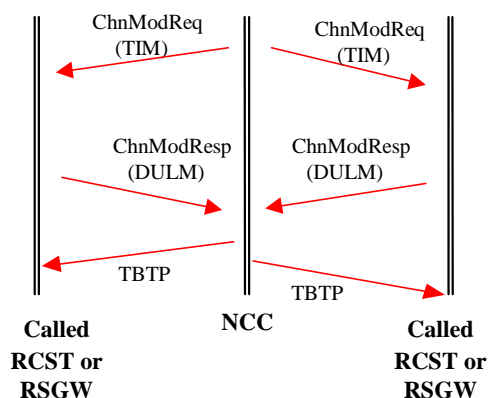 ChnModReq
(TIM)
ChnModReq
(TIM)
ChnModResp
(DULM)
ChnModResp
(DULM)
TBTP
TBTP
Called
RCST or
RSGW
NCC
Called
RCST or
RSGW